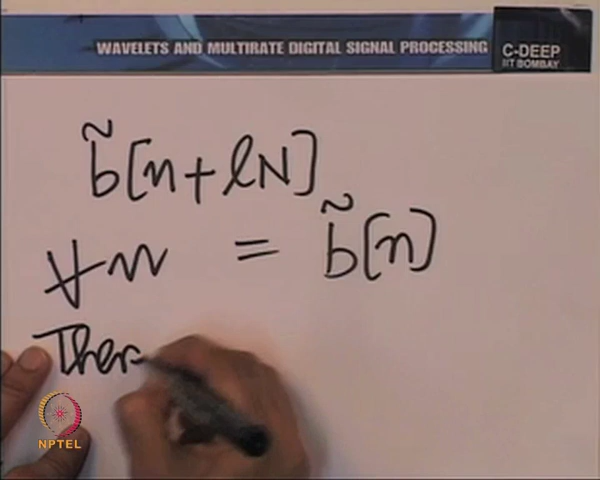 WAVELETS AND MULTIRATE DIGITAL SIGNAL PROCESSING
C-DEEP
IIT BOMBAY
b̃[n+lN]
∀n = b̃[n]
Ther
NPTEL